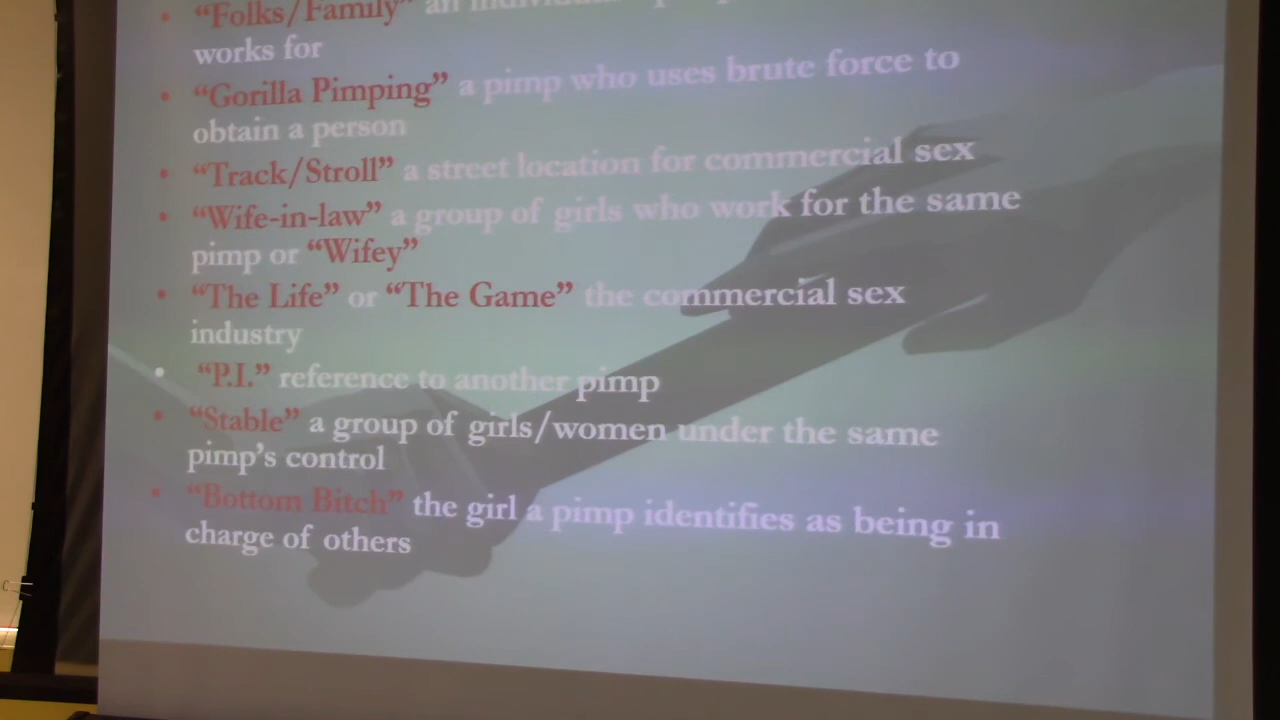 • “Folks/Family” an
works for
• “Gorilla Pimping” a pimp who uses brute force to
obtain a person
• “Track/Stroll” a street location for commercial sex
• “Wife-in-law” a group of girls who work for the same
pimp or “Wifey”
• “The Life” or “The Game” the commercial sex
industry
• “P.I.” reference to another pimp
• “Stable” a group of girls/women under the same
pimp’s control
• “Bottom Bitch” the girl a pimp identifies as being in
charge of others